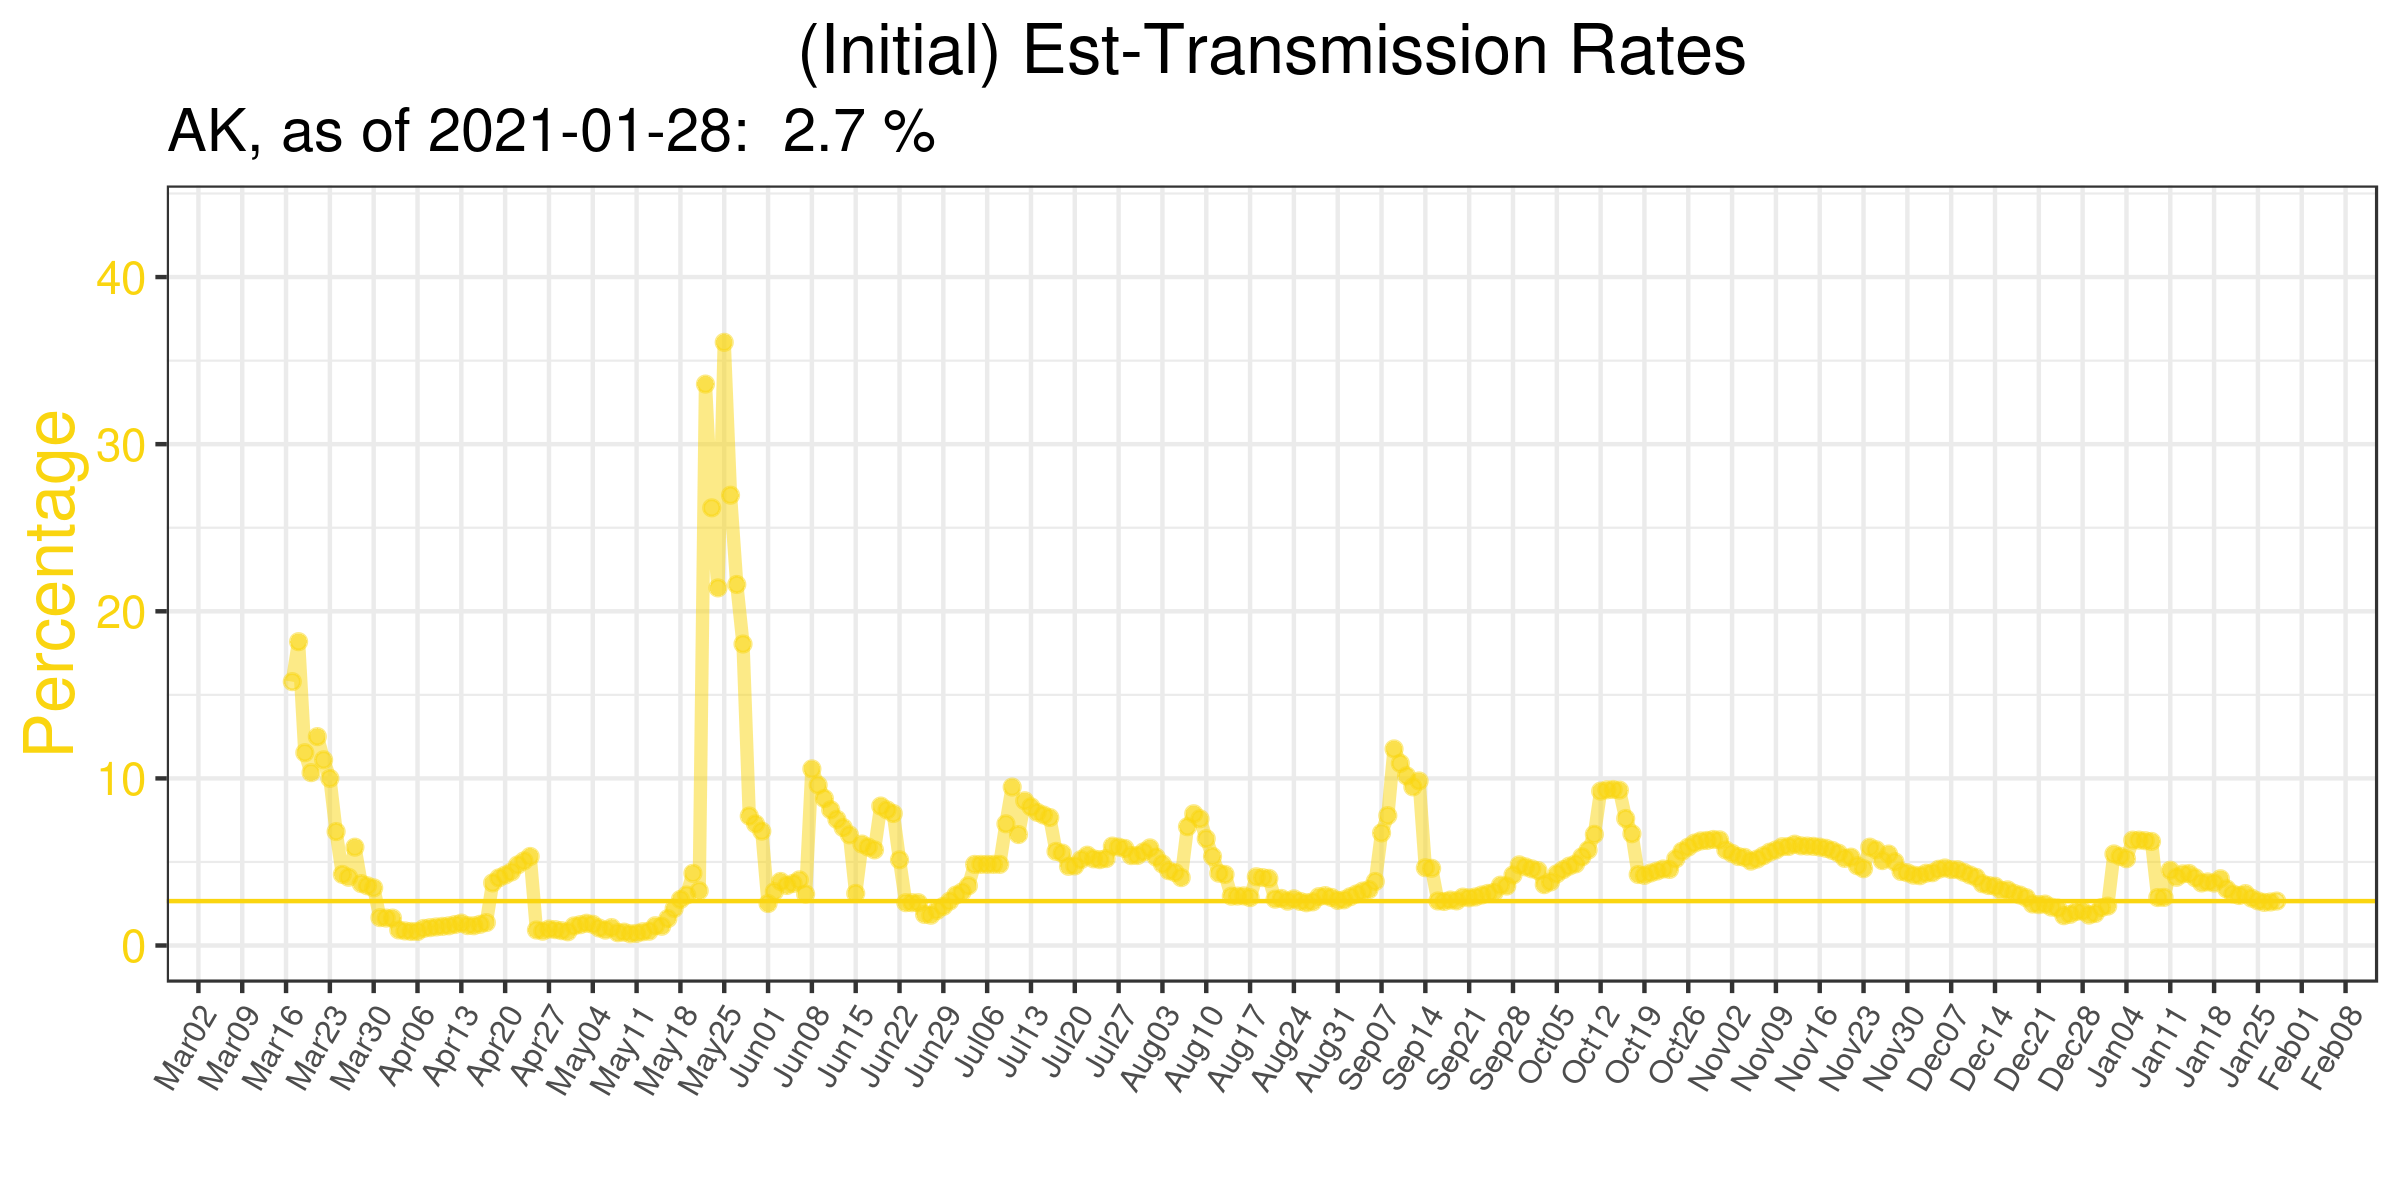 (Initial) Est-Transmission Rates
AK, as of 2021-01-28:  2.7 %
Percentage
40
30
20
10
0
Mar02
Mar09
Mar16
Mar23
Mar30
Apr06
Apr13
Apr20
Apr27
May04
May11
May18
May25
Jun01
Jun08
Jun15
Jun22
Jun29
Jul06
Jul13
Jul20
Jul27
Aug03
Aug10
Aug17
Aug24
Aug31
Sep07
Sep14
Sep21
Sep28
Oct05
Oct12
Oct19
Oct26
Nov02
Nov09
Nov16
Nov23
Nov30
Dec07
Dec14
Dec21
Dec28
Jan04
Jan11
Jan18
Jan25
Feb01
Feb08